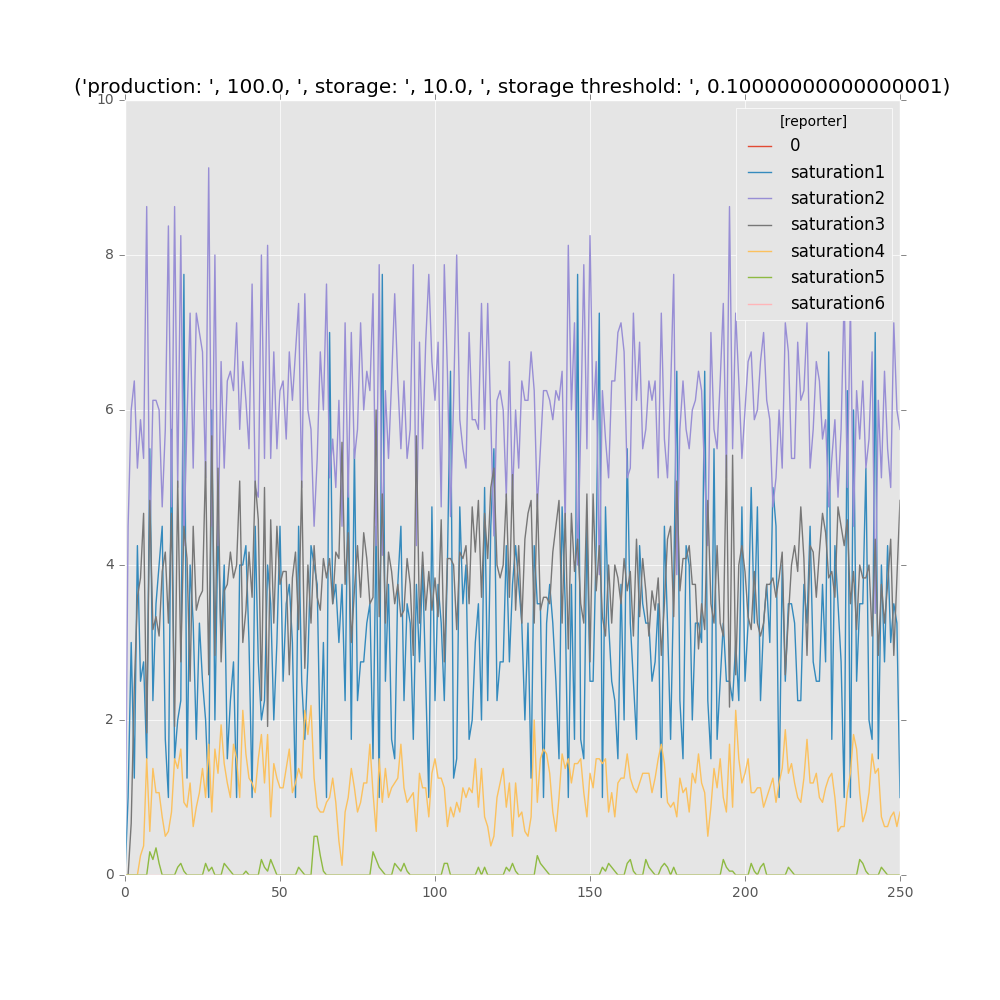 ('production: ', 100.0, ', storage: ', 10.0, ', storage threshold: ', 0.10000000000000001)
[reporter]
0
saturation1
saturation2
saturation3
saturation4
saturation5
saturation6
10
8
6
4
2
0
0 50 100 150 200 250